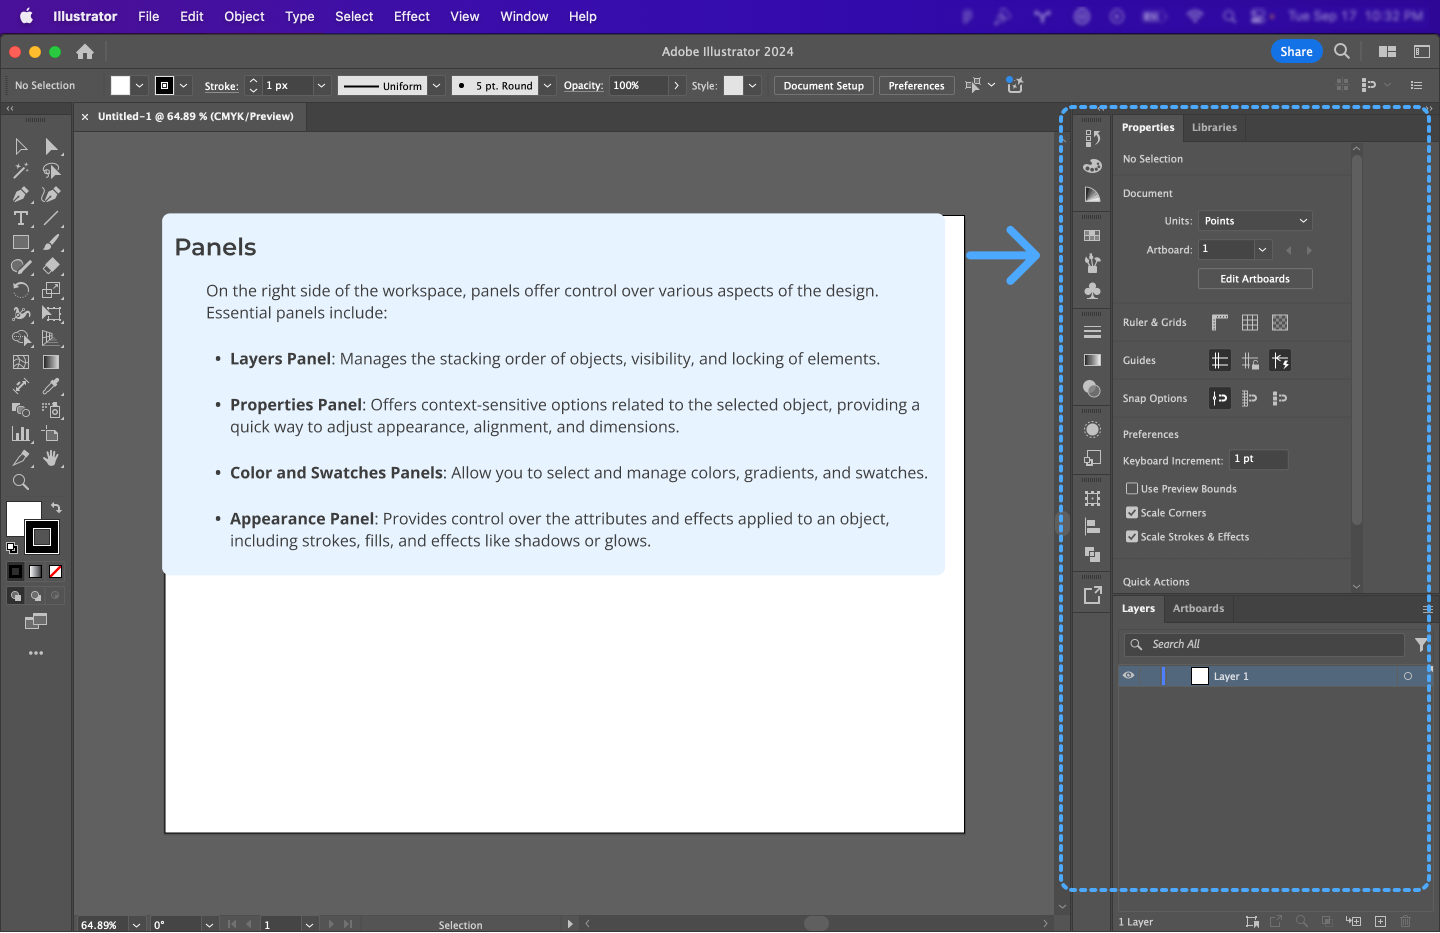 Illustrator File Edit Object Type Select Effect View Window Help
Tue Sep 17 10:32 PM
Adobe Illustrator 2024
Share
No Selection
Stroke: 1 px
Uniform
5 pt. Round
Opacity: 100%
Style:
Document Setup
Preferences
× Untitled-1 @ 64.89 % (CMYK/Preview)
Panels
On the right side of the workspace, panels offer control over various aspects of the design.
Essential panels include:
• Layers Panel: Manages the stacking order of objects, visibility, and locking of elements.
• Properties Panel: Offers context-sensitive options related to the selected object, providing a
quick way to adjust appearance, alignment, and dimensions.
• Color and Swatches Panels: Allow you to select and manage colors, gradients, and swatches.
• Appearance Panel: Provides control over the attributes and effects applied to an object,
including strokes, fills, and effects like shadows or glows.
Properties Libraries
No Selection
Document
Units: Points
Artboard: 1
Edit Artboards
Ruler & Grids
Guides
Snap Options
Preferences
Keyboard Increment: 1 pt
Use Preview Bounds
Scale Corners
Scale Strokes & Effects
Quick Actions
Layers Artboards
Search All
Layer 1
1 Layer
64.89% 0° 1 Selection